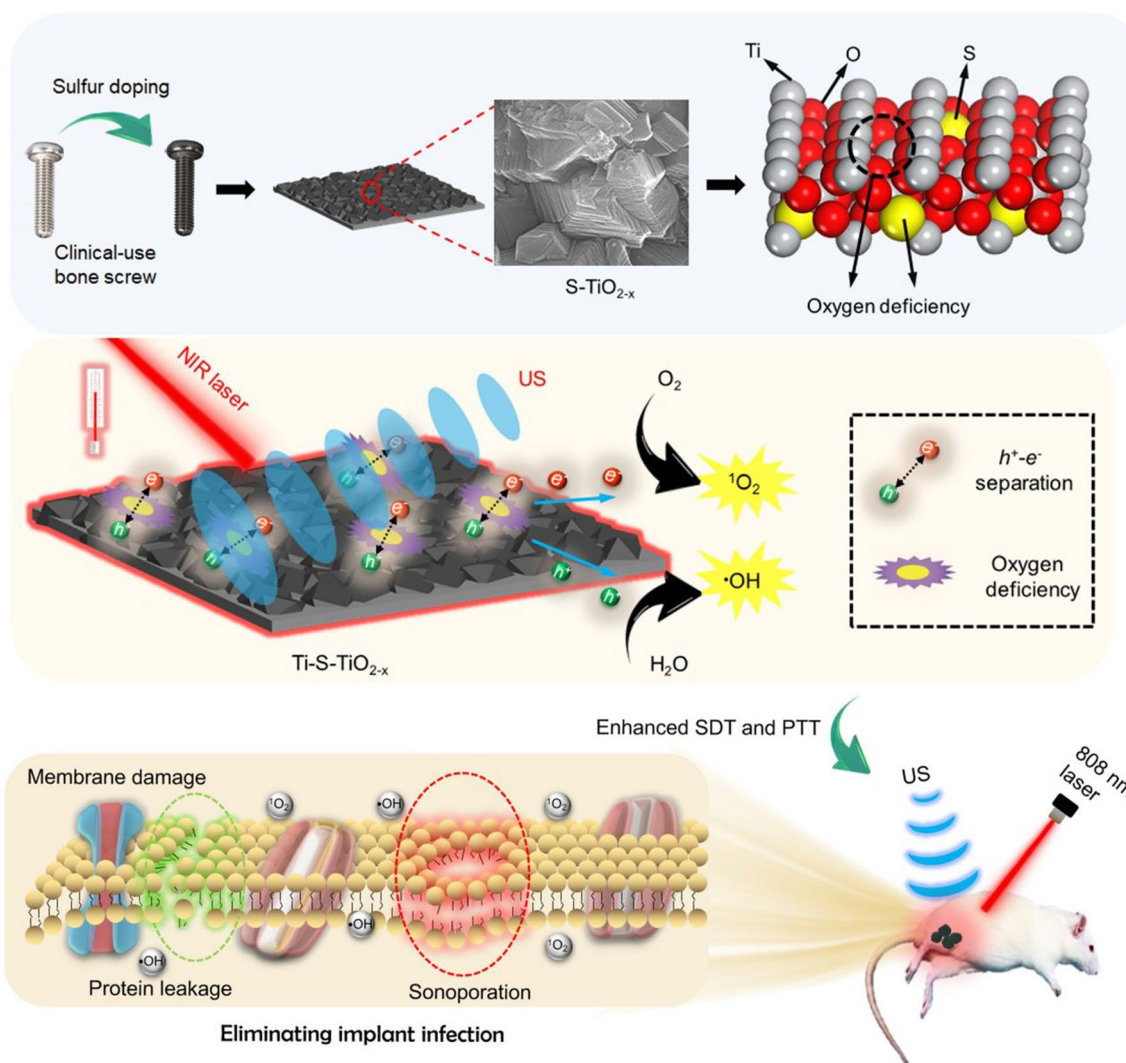 Sulfur doping
Clinical-use
bone screw
S-TiO₂₋ₓ
Ti
O
S
Oxygen deficiency
NIR laser
US
O₂
¹O₂
•OH
H₂O
e⁻
h⁺
e⁻
h⁺
e⁻
h⁺
e⁻
h⁺
e⁻
h⁺
e⁻
e⁻
h⁺
h⁺
Ti-S-TiO₂₋ₓ
e⁻
h⁺
h⁺-e⁻
separation
Oxygen
deficiency
Enhanced SDT and PTT
US
808 nm
laser
Membrane damage
¹O₂
•OH
¹O₂
•OH
•OH
¹O₂
Protein leakage
Sonoporation
Eliminating implant infection